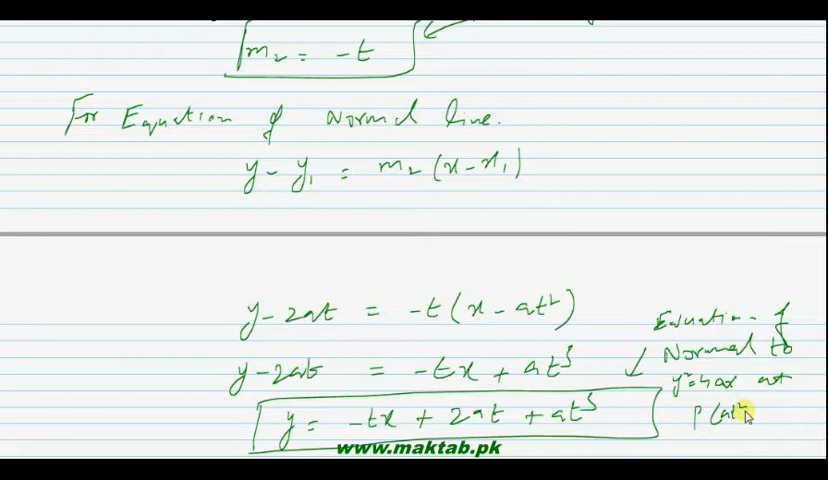 m₂ = -t
For Equation of Normal line.
y - y₁ = m₂(x - x₁)
y - 2at = -t(x - at²)
y - 2at = -tx + at³
y = -tx + 2at + at³
Equation of
Normal to
y² = 4ax at
P(at²
www.maktab.pk